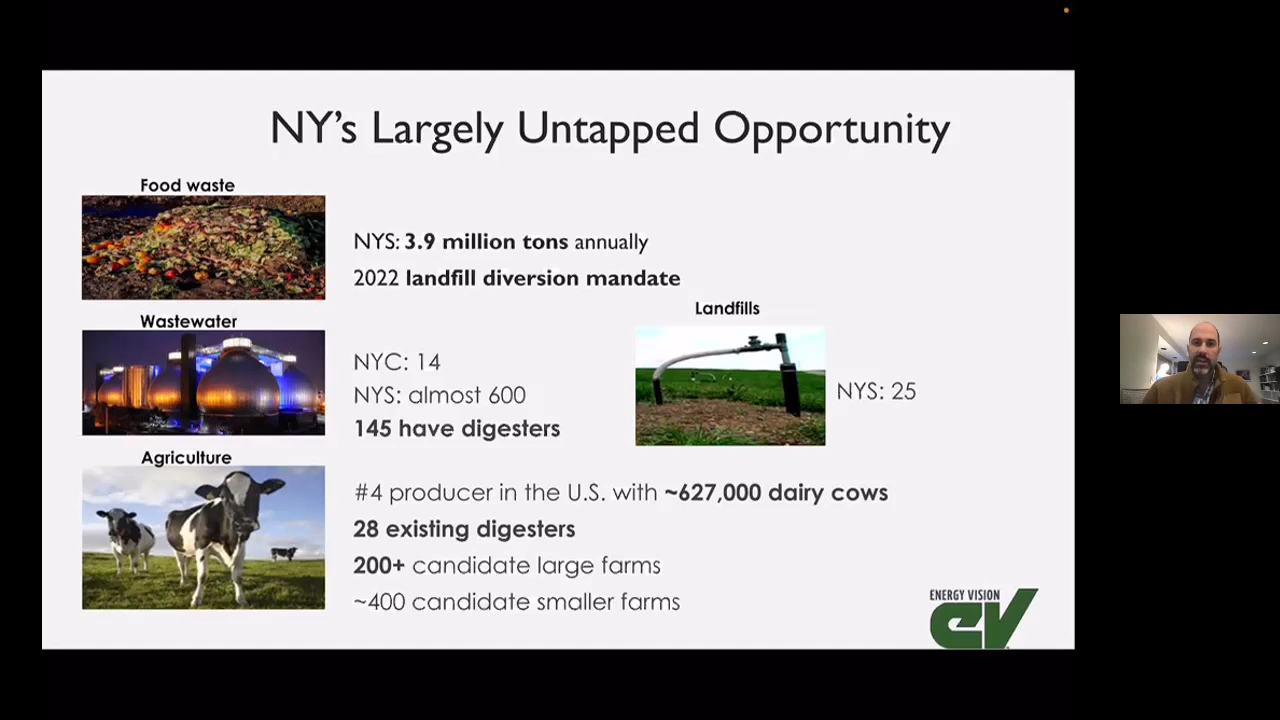 NY's Largely Untapped Opportunity
Food waste
NYS: 3.9 million tons annually
2022 landfill diversion mandate
Wastewater
NYC: 14
NYS: almost 600
145 have digesters
Landfills
NYS: 25
Agriculture
#4 producer in the U.S. with ~627,000 dairy cows
28 existing digesters
200+ candidate large farms
~400 candidate smaller farms
ENERGY VISION
eV